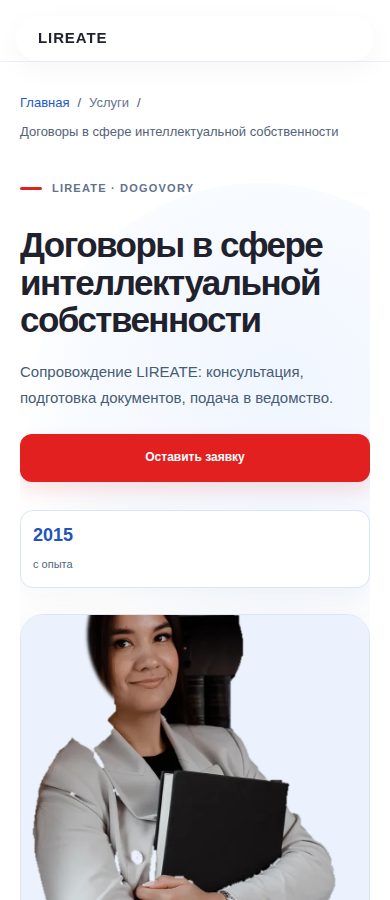 LIREATE
Главная / Услуги /
Договоры в сфере интеллектуальной собственности
LIREATE · DOGOVORY
Договоры в сфере
интеллектуальной
собственности
Сопровождение LIREATE: консультация,
подготовка документов, подача в ведомство.
Оставить заявку
2015
с опыта